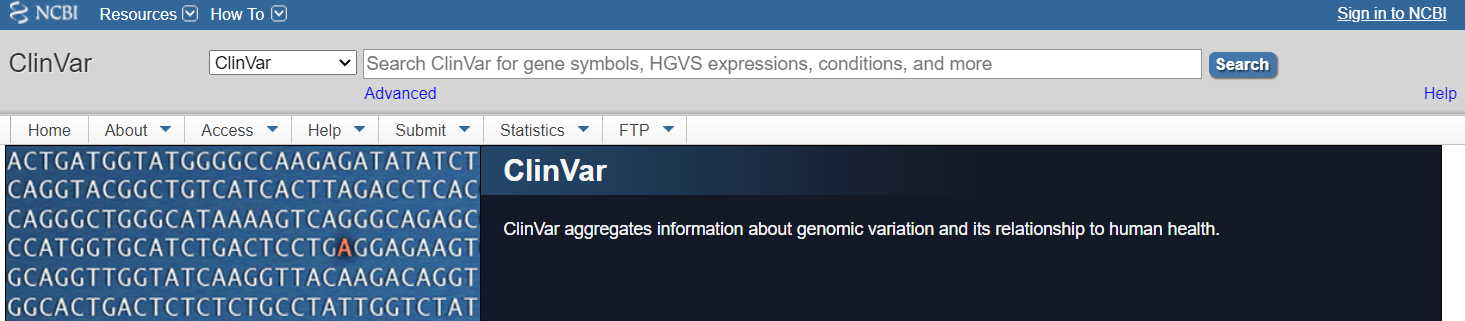 NCBI Resources How To Sign in to NCBI
ClinVar ClinVar Search ClinVar for gene symbols, HGVS expressions, conditions, and more Search
Advanced Help
Home About Access Help Submit Statistics FTP
ACTGATGGTATGGGGCCAAGAGATATATCT
CAGGTACGGCTGTCATCACTTAGACCTCAC
CAGGGCTGGGCATAAAAGTCAGGGCAGAGC
CCATGGTGCATCTGACTCCTGAGGAGAAGT
GCAGGTTGGTATCAAGGTTACAAGACAGGT
GGCACTGACTCTCTCTGCCTATTGGTCTAT
ClinVar
ClinVar aggregates information about genomic variation and its relationship to human health.